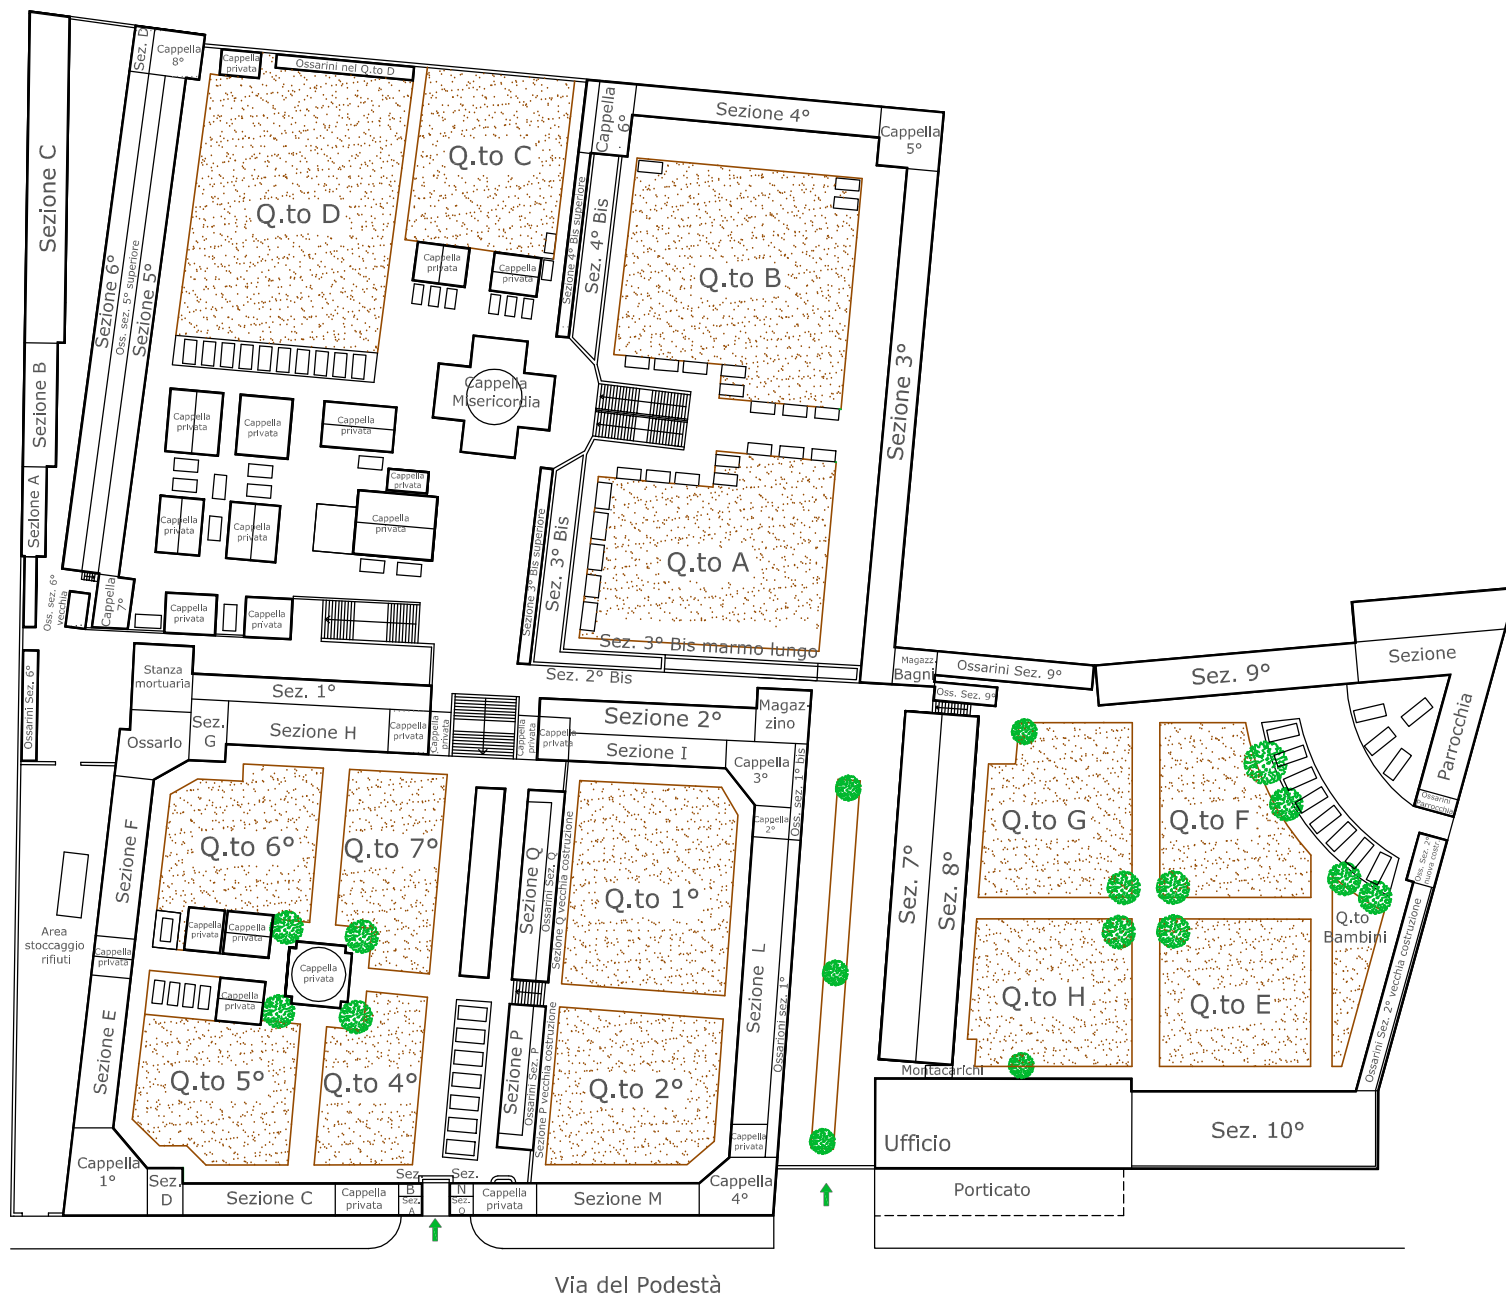 Sez. D
Cappella
8°
Cappella
privata
Ossarini nel Q.to D
Sezione C
Q.to D
Q.to C
Cappella
6°
Sezione 4°
Cappella
5°
Sezione 6°
Oss. sez. 5° superiore
Sezione 5°
Cappella
privata
Cappella
privata
Sezione 4° Bis superiore
Sez. 4° Bis
Q.to B
Sezione 3°
Sezione B
Cappella
Misericordia
Cappella
privata
Cappella
privata
Cappella
privata
Cappella
privata
Sezione A
Cappella
privata
Cappella
privata
Cappella
privata
Sezione 3° Bis superiore
Sez. 3° Bis
Q.to A
Oss. sez. 6°
vecchia
Cappella
7°
Cappella
privata
Cappella
privata
Sez. 3° Bis marmo lungo
Sez. 2° Bis
Magazz.
Bagni
Ossarini Sez. 9°
Oss. Sez. 9°
Sez. 9°
Sezione
Parrocchia
Ossarini
Parrocchia
Ossarini Sez. 6°
Stanza
mortuaria
Sez. 1°
Ossario
Sez.
G
Sezione H
Cappella
privata
Cappella
privata
Cappella
privata
Cappella
privata
Sezione 2°
Magaz-
zino
Sezione I
Cappella
3°
Oss. sez. 1° bis
Cappella
2°
Sezione F
Q.to 6°
Q.to 7°
Sezione Q
Ossarini Sez. Q
Sezione Q vecchia costruzione
Q.to 1°
Sezione L
Ossarioni sez. 1°
Sez. 7°
Sez. 8°
Q.to G
Q.to F
Oss. Sez. 2°
nuova costr.
Q.to
Bambini
Ossarini Sez. 2° vecchia costruzione
Area
stoccaggio
rifiuti
Cappella
privata
Cappella
privata
Cappella
privata
Cappella
privata
Cappella
privata
Sezione E
Q.to 5°
Q.to 4°
Sezione P
Ossarini Sez. P
Sezione P vecchia costruzione
Q.to 2°
Q.to H
Q.to E
Montacarichi
Cappella
privata
Ufficio
Sez. 10°
Cappella
1°
Sez.
D
Sezione C
Cappella
privata
Sez.
B
Sez.
A
Sez.
N
Sez.
O
Cappella
privata
Sezione M
Cappella
4°
Porticato
Via del Podestà